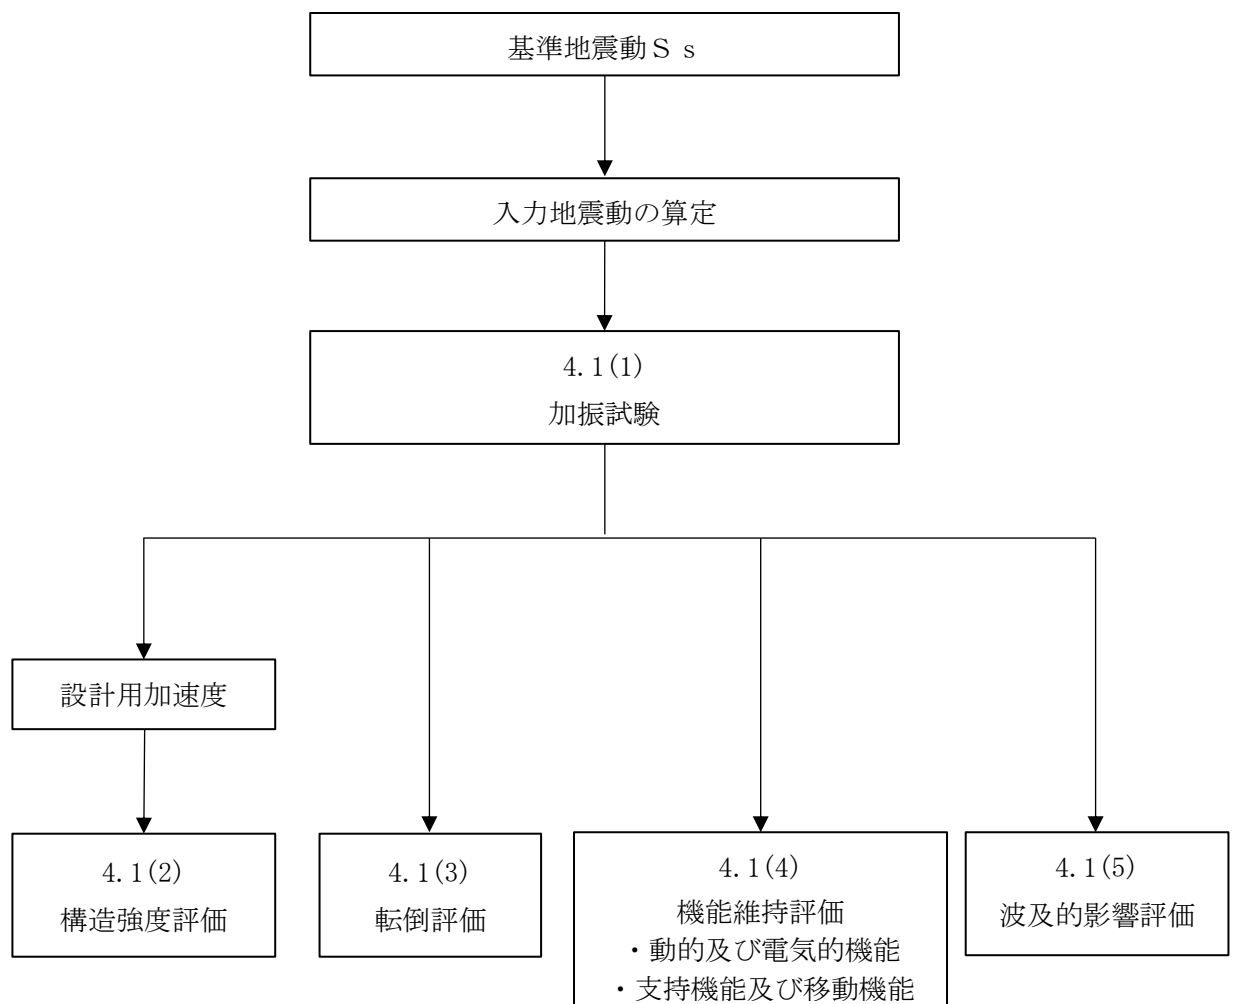 基準地震動Ｓｓ
入力地震動の算定
4.1(1)
加振試験
設計用加速度
4.1(2)
構造強度評価
4.1(3)
転倒評価
4.1(4)
機能維持評価
・動的及び電気的機能
・支持機能及び移動機能
4.1(5)
波及的影響評価